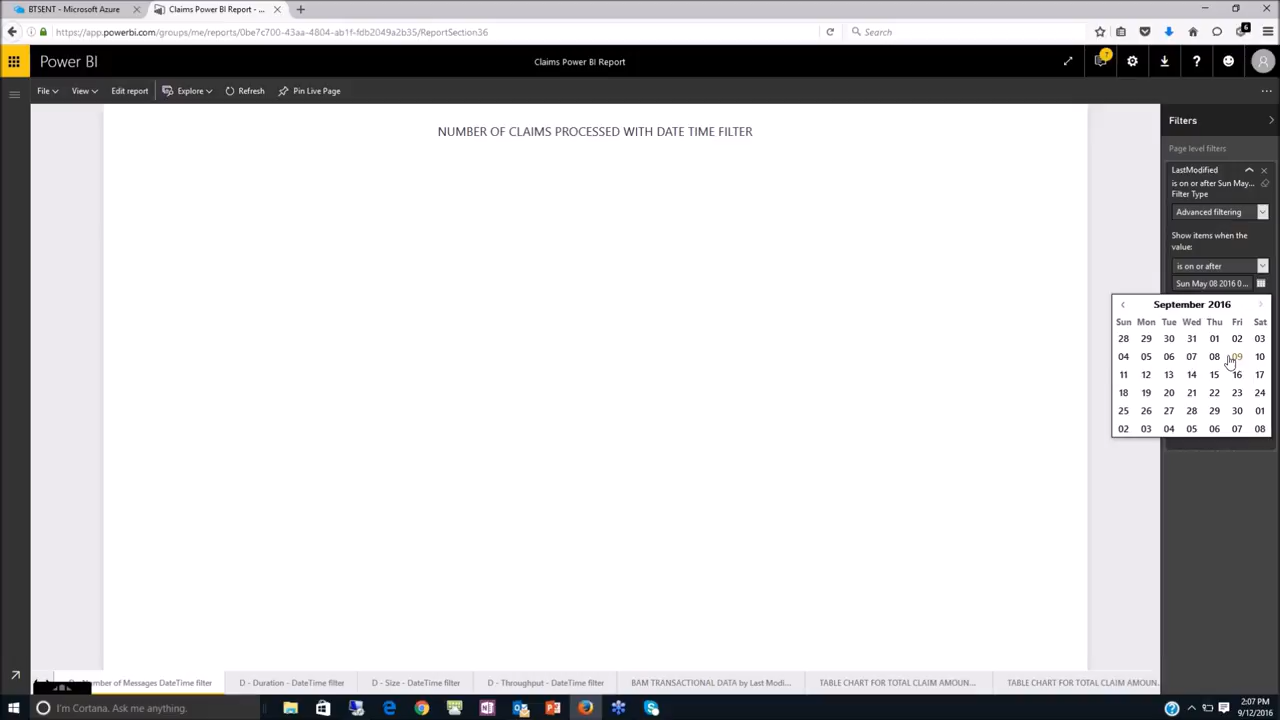 BTSENT - Microsoft Azure
Claims Power BI Report - ...
https://app.powerbi.com/groups/me/reports/0be7c700-43aa-4804-ab1f-fdb2049a2b35/ReportSection36
Search
6
Power BI
Claims Power BI Report
File View Edit report Explore Refresh Pin Live Page
NUMBER OF CLAIMS PROCESSED WITH DATE TIME FILTER
Filters
Page level filters
LastModified
is on or after Sun May...
Filter Type
Advanced filtering
Show items when the
value:
is on or after
Sun May 08 2016 0...
September 2016
Sun Mon Tue Wed Thu Fri Sat
28 29 30 31 01 02 03
04 05 06 07 08 09 10
11 12 13 14 15 16 17
18 19 20 21 22 23 24
25 26 27 28 29 30 01
02 03 04 05 06 07 08
Number of Messages DateTime filter
D - Duration - DateTime filter
D - Size - DateTime filter
D - Throughput - DateTime filter
BAM TRANSACTIONAL DATA by Last Modi...
TABLE CHART FOR TOTAL CLAIM AMOUN...
TABLE CHART FOR TOTAL CLAIM AMOUN...
I'm Cortana. Ask me anything.
2:07 PM
9/12/2016